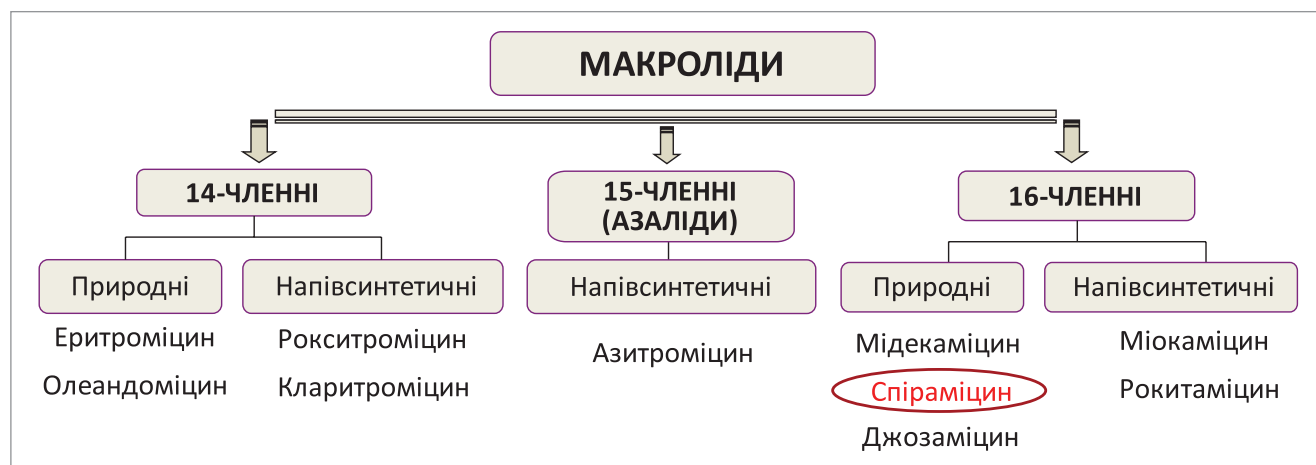 МАКРОЛІДИ
14-ЧЛЕННІ
Природні
Еритроміцин
Олеандоміцин
Напівсинтетичні
Рокситроміцин
Кларитроміцин
15-ЧЛЕННІ
(АЗАЛІДИ)
Напівсинтетичні
Азитроміцин
16-ЧЛЕННІ
Природні
Мідекаміцин
Спіраміцин
Джозаміцин
Напівсинтетичні
Міокаміцин
Рокитаміцин